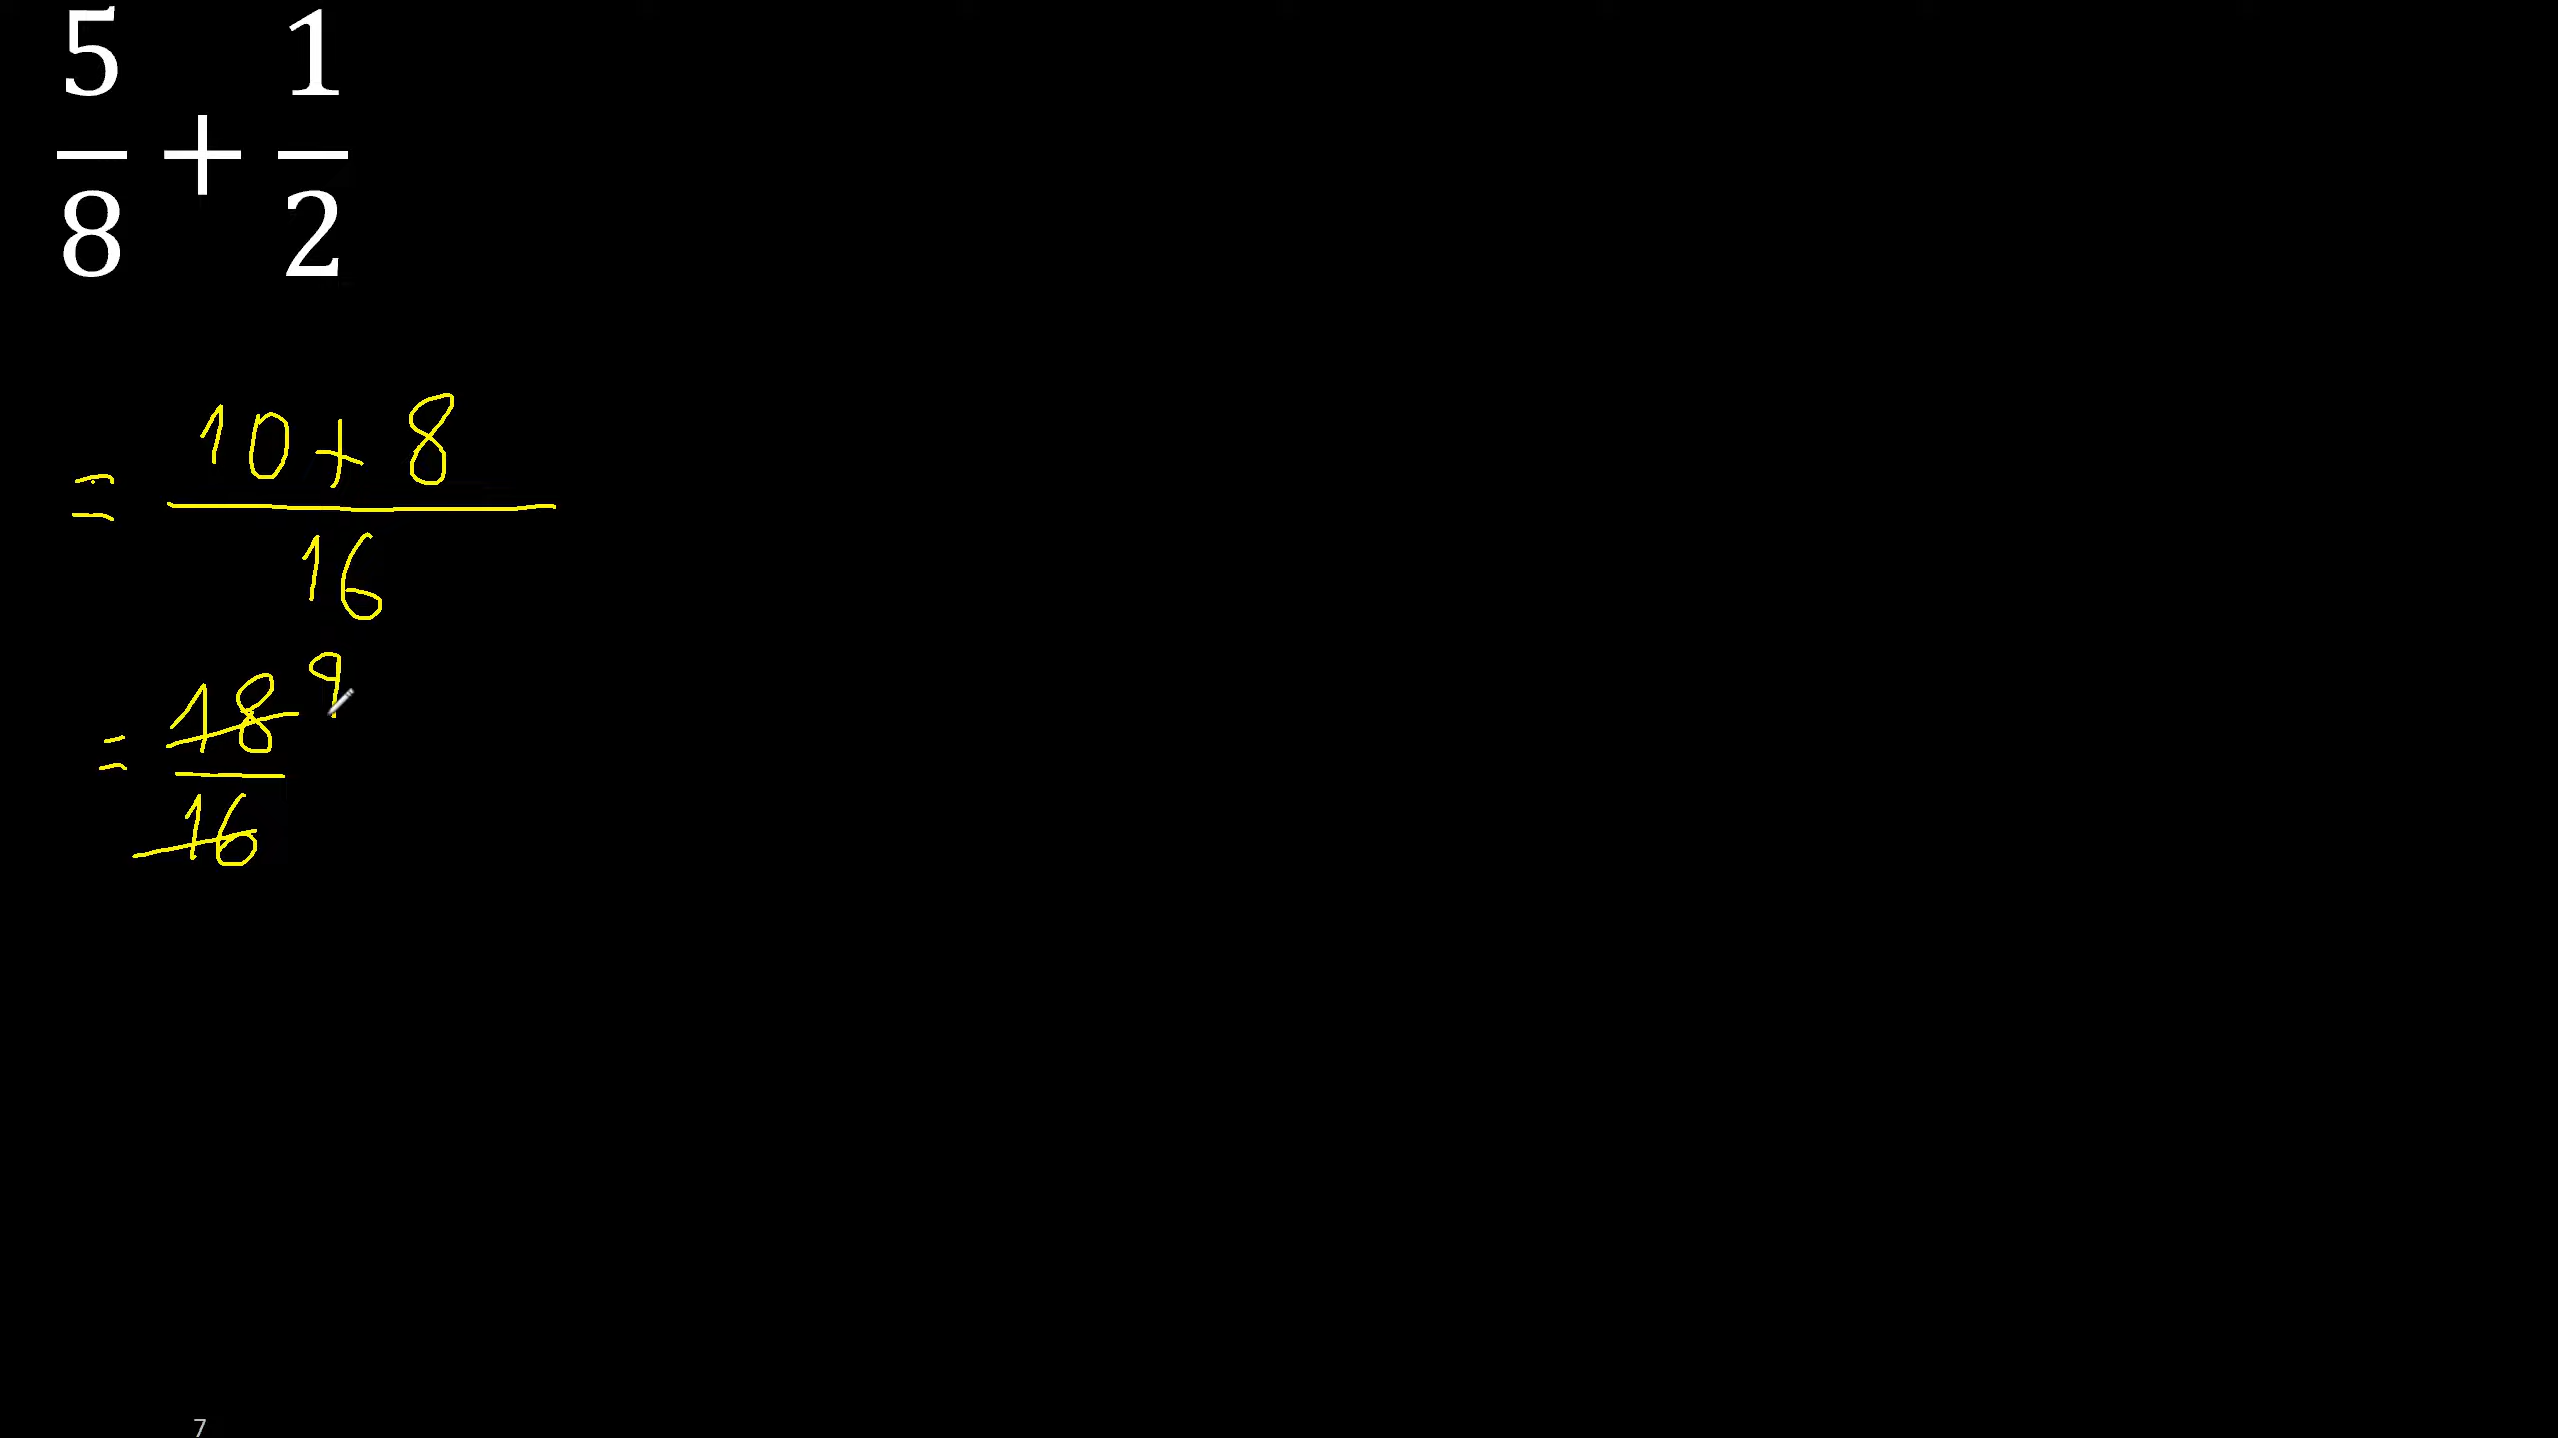 5/8 + 1/2
= 10 + 8 / 16
= 18 / 16 9
7